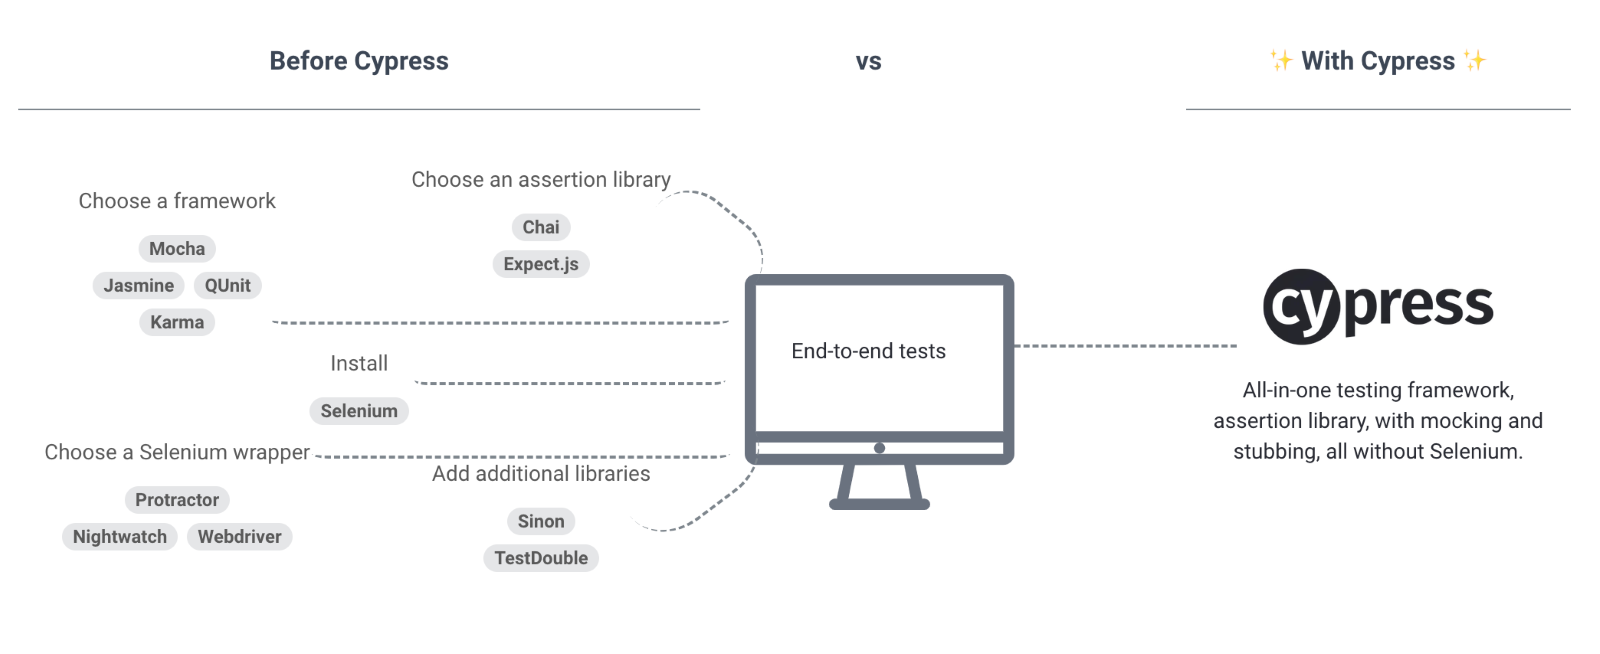 Before Cypress
vs
✨ With Cypress ✨
Choose a framework
Mocha
Jasmine QUnit
Karma
Choose an assertion library
Chai
Expect.js
Install
Selenium
Choose a Selenium wrapper
Protractor
Nightwatch Webdriver
Add additional libraries
Sinon
TestDouble
End-to-end tests
cypress
All-in-one testing framework,
assertion library, with mocking and
stubbing, all without Selenium.